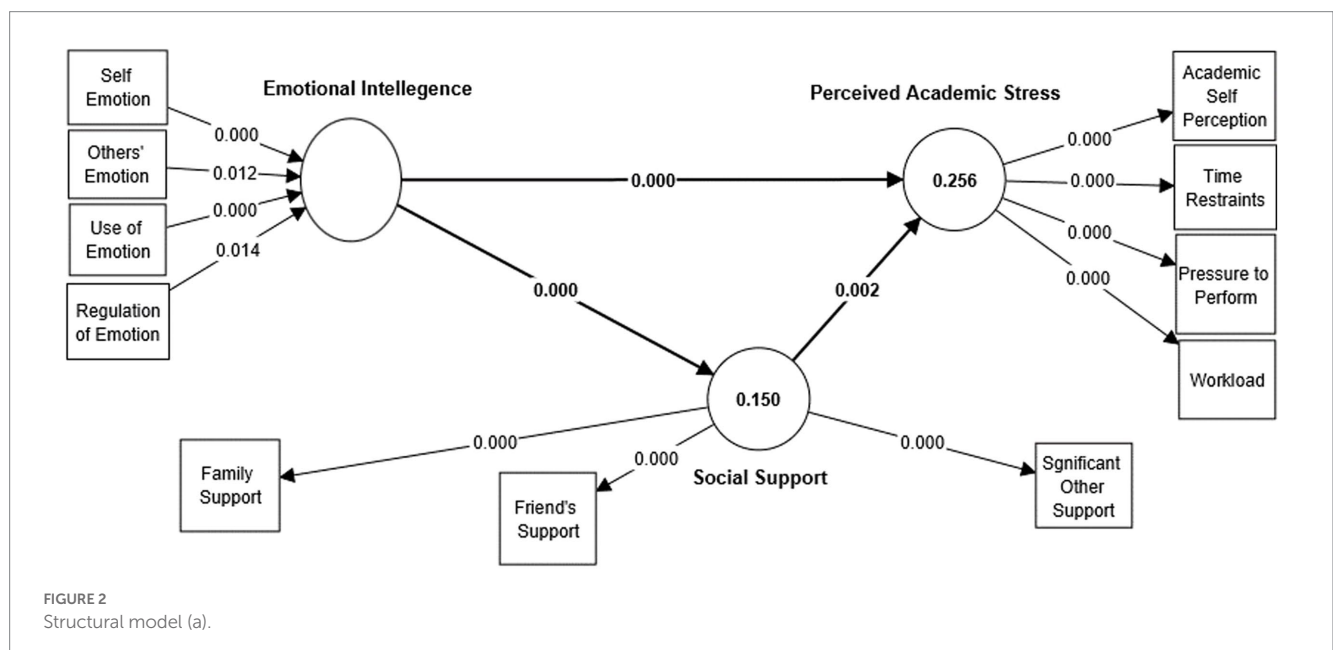 Self
Emotion
Others'
Emotion
Use of
Emotion
Regulation
of Emotion
0.000
0.012
0.000
0.014
Emotional Intellegence
0.000
0.000
0.002
Perceived Academic Stress
0.256
0.000
0.000
0.000
0.000
Academic
Self
Perception
Time
Restraints
Pressure to
Perform
Workload
0.150
Social Support
0.000
0.000
0.000
Family
Support
Friend's
Support
Sgnificant
Other
Support
FIGURE 2
Structural model (a).